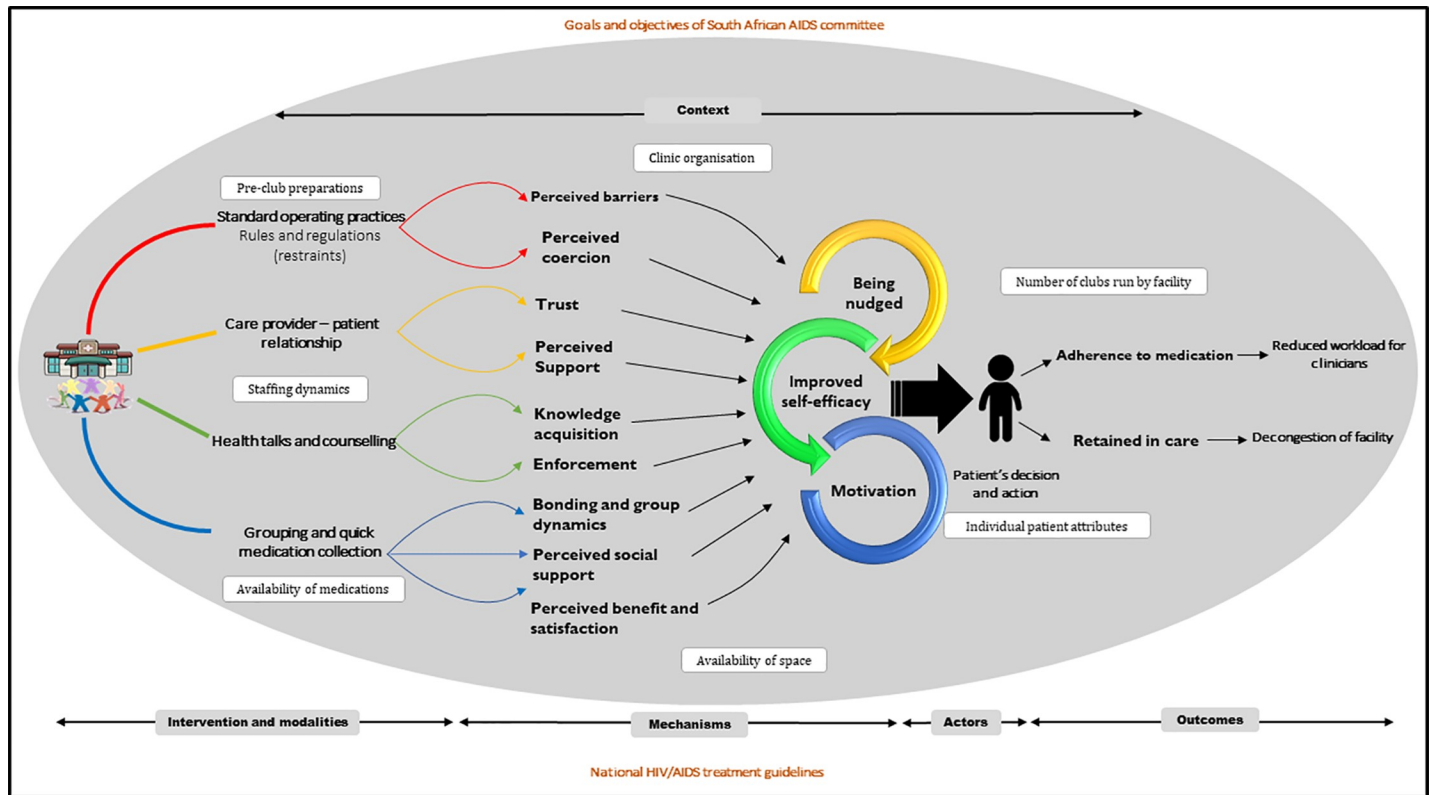 Goals and objectives of South African AIDS committee
Context
Clinic organisation
Pre-club preparations
Standard operating practices
Rules and regulations
(restraints)
Perceived barriers
Perceived
coercion
Being
nudged
Number of clubs run by facility
Care provider – patient
relationship
Trust
Perceived
Support
Adherence to medication
Reduced workload for
clinicians
Staffing dynamics
Improved
self-efficacy
Health talks and counselling
Knowledge
acquisition
Enforcement
Retained in care
Decongestion of facility
Patient's decision
and action
Motivation
Individual patient attributes
Grouping and quick
medication collection
Bonding and group
dynamics
Perceived social
support
Availability of medications
Perceived benefit and
satisfaction
Availability of space
Intervention and modalities
Mechanisms
Actors
Outcomes
National HIV/AIDS treatment guidelines